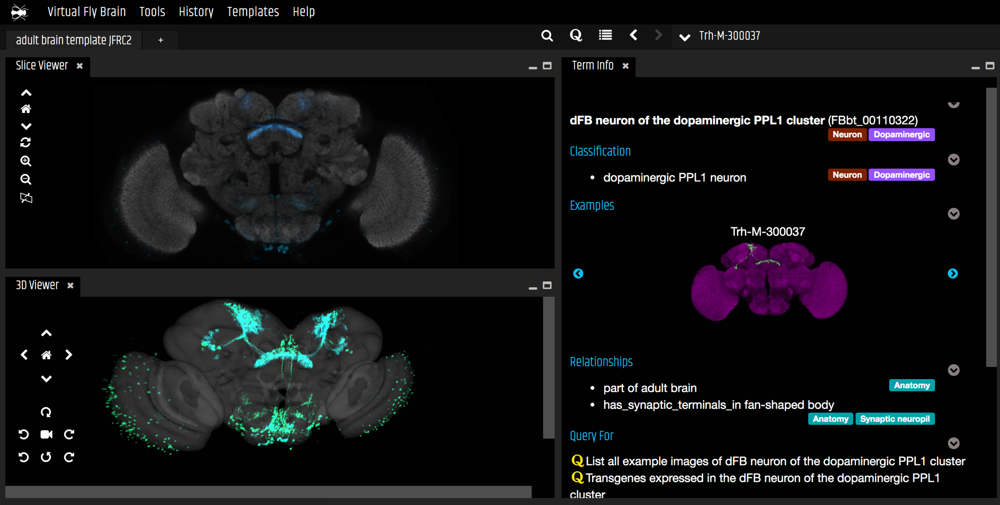 Virtual Fly Brain Tools History Templates Help
adult brain template JFRC2 +
Q Trh-M-300037
Slice Viewer
Term Info
dFB neuron of the dopaminergic PPL1 cluster (FBbt_00110322)
Neuron Dopaminergic
Classification
• dopaminergic PPL1 neuron Neuron Dopaminergic
Examples
Trh-M-300037
3D Viewer
Relationships
• part of adult brain Anatomy
• has_synaptic_terminals_in fan-shaped body
Anatomy Synaptic neuropil
Query For
Q List all example images of dFB neuron of the dopaminergic PPL1 cluster
Q Transgenes expressed in the dFB neuron of the dopaminergic PPL1
cluster